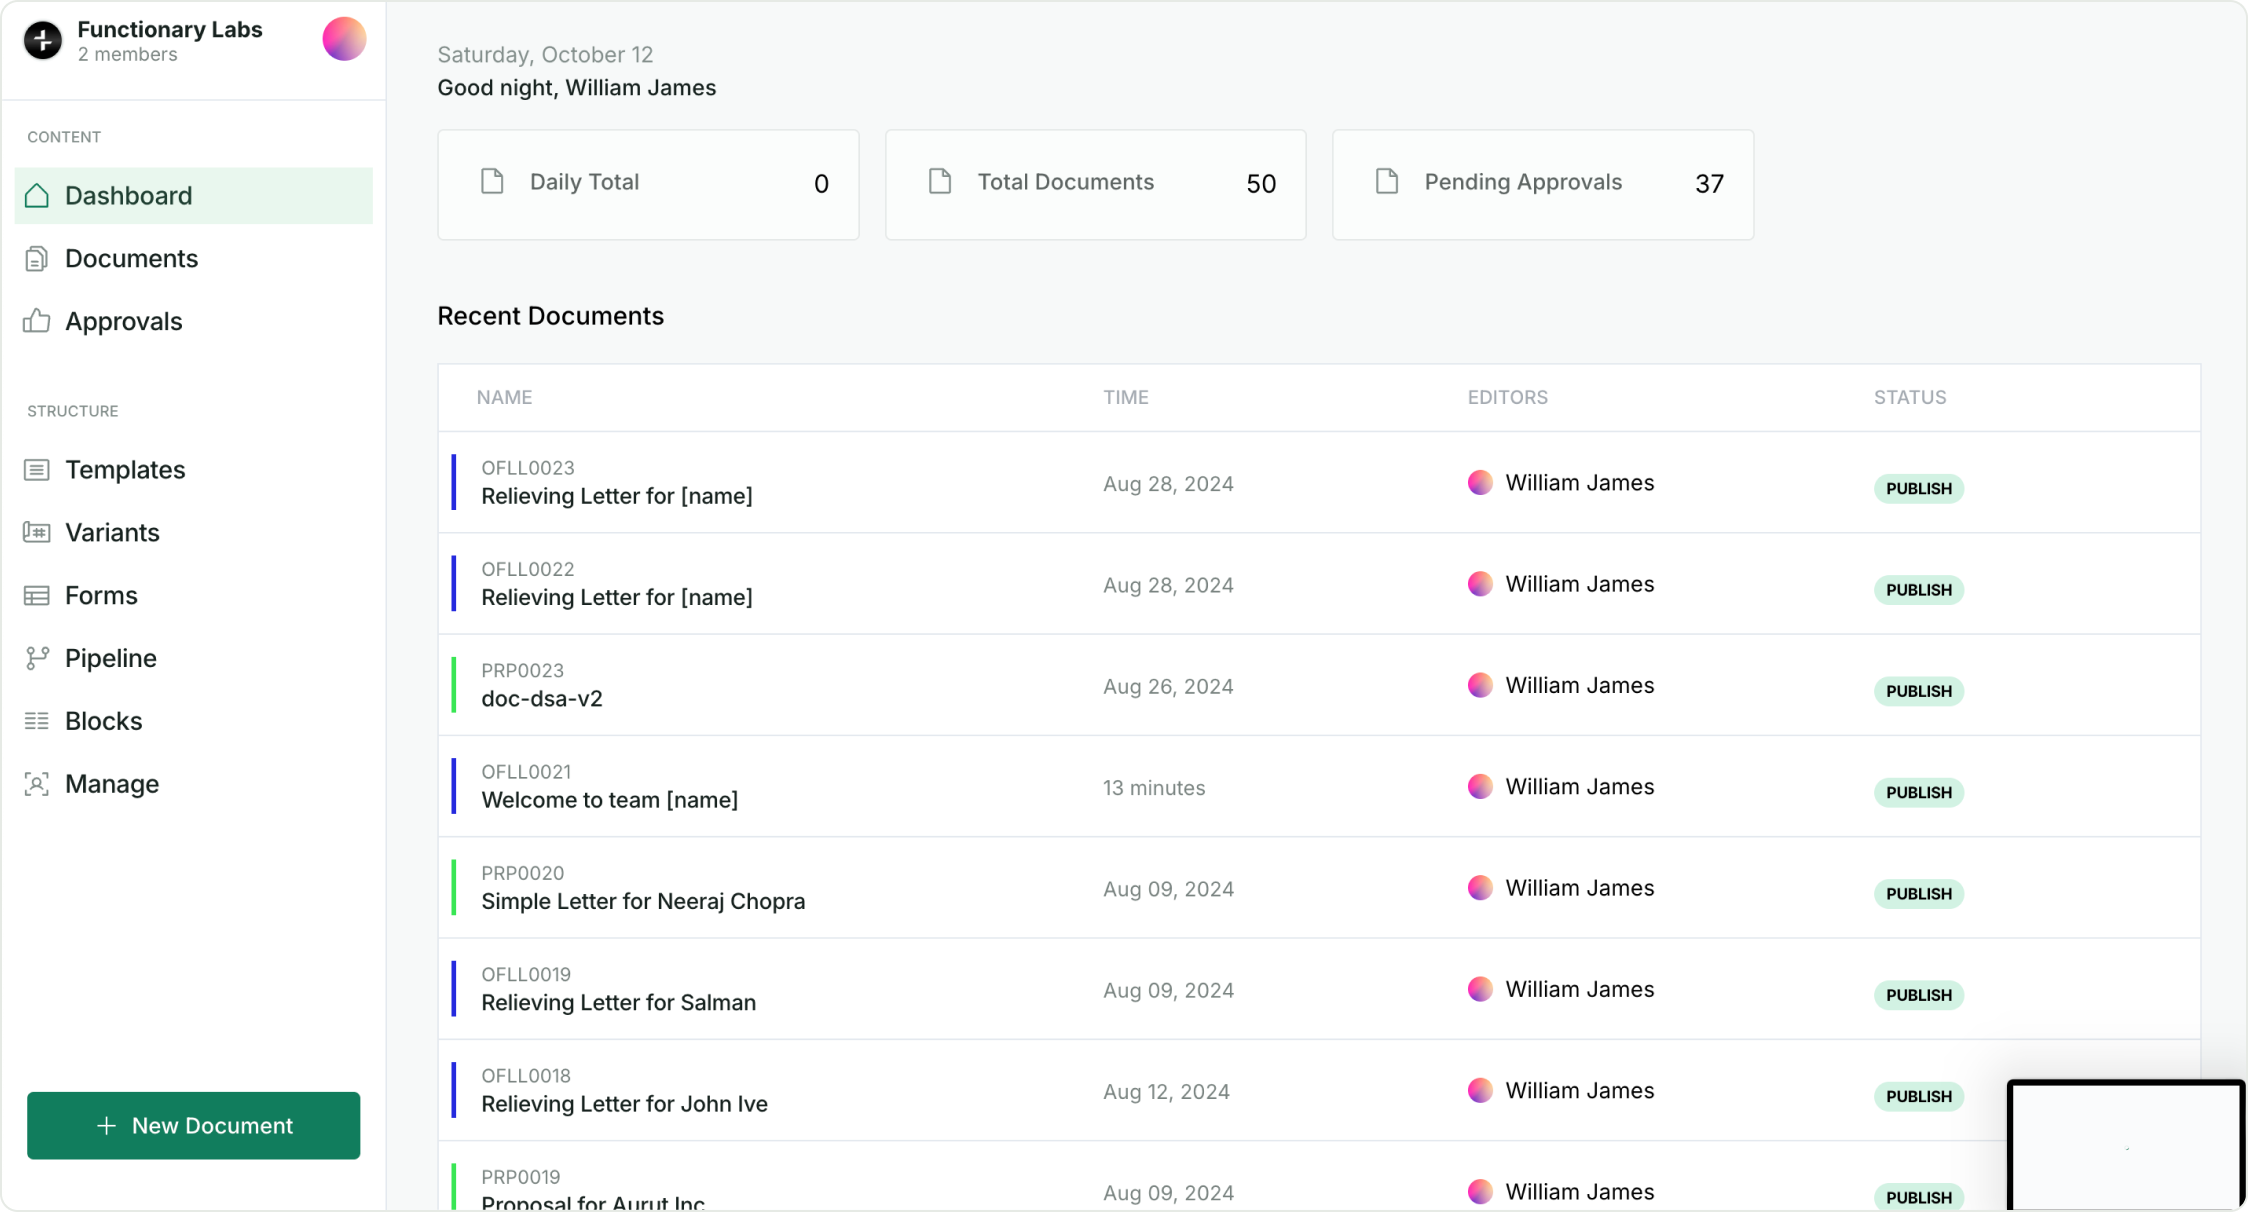 Functionary Labs
2 members
CONTENT
Dashboard
Documents
Approvals
STRUCTURE
Templates
Variants
Forms
Pipeline
Blocks
Manage
+ New Document
Saturday, October 12
Good night, William James
Daily Total 0
Total Documents 50
Pending Approvals 37
Recent Documents
NAME TIME EDITORS STATUS
OFLL0023
Relieving Letter for [name] Aug 28, 2024 William James PUBLISH
OFLL0022
Relieving Letter for [name] Aug 28, 2024 William James PUBLISH
PRP0023
doc-dsa-v2 Aug 26, 2024 William James PUBLISH
OFLL0021
Welcome to team [name] 13 minutes William James PUBLISH
PRP0020
Simple Letter for Neeraj Chopra Aug 09, 2024 William James PUBLISH
OFLL0019
Relieving Letter for Salman Aug 09, 2024 William James PUBLISH
OFLL0018
Relieving Letter for John Ive Aug 12, 2024 William James PUBLISH
PRP0019
Proposal for Aurut Inc Aug 09, 2024 William James PUBLISH